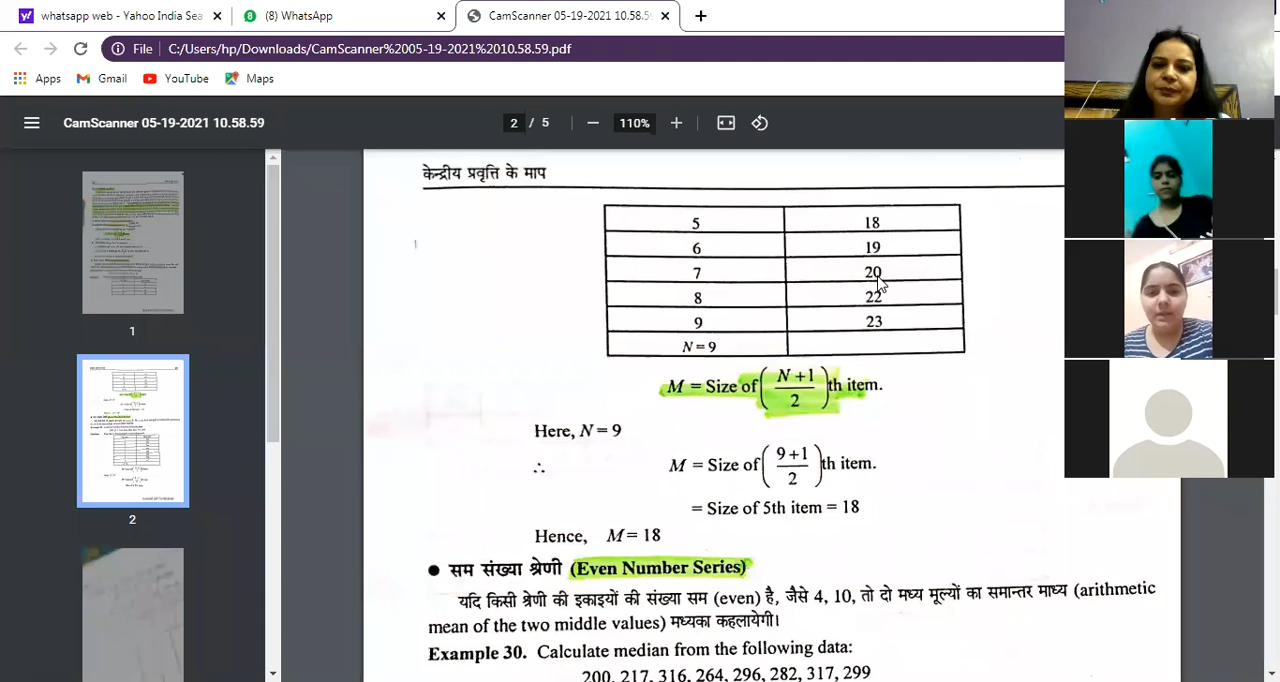 whatsapp web - Yahoo India Sea
(8) WhatsApp
CamScanner 05-19-2021 10.58.5
File C:/Users/hp/Downloads/CamScanner%2005-19-2021%2010.58.59.pdf
Apps Gmail YouTube Maps
CamScanner 05-19-2021 10.58.59
2 / 5
110%
1
2
केन्द्रीय प्रवृत्ति के माप
5 18
6 19
7 20
8 22
9 23
N = 9
M = Size of (N + 1 / 2) th item.
Here, N = 9
∴ M = Size of (9 + 1 / 2) th item.
= Size of 5th item = 18
Hence, M = 18
● सम संख्या श्रेणी (Even Number Series)
यदि किसी श्रेणी की इकाइयों की संख्या सम (even) है, जैसे 4, 10, तो दो मध्य मूल्यों का समान्तर माध्य (arithmetic
mean of the two middle values) मध्यका कहलायेगी।
Example 30. Calculate median from the following data:
200, 217, 316, 264, 296, 282, 317, 299